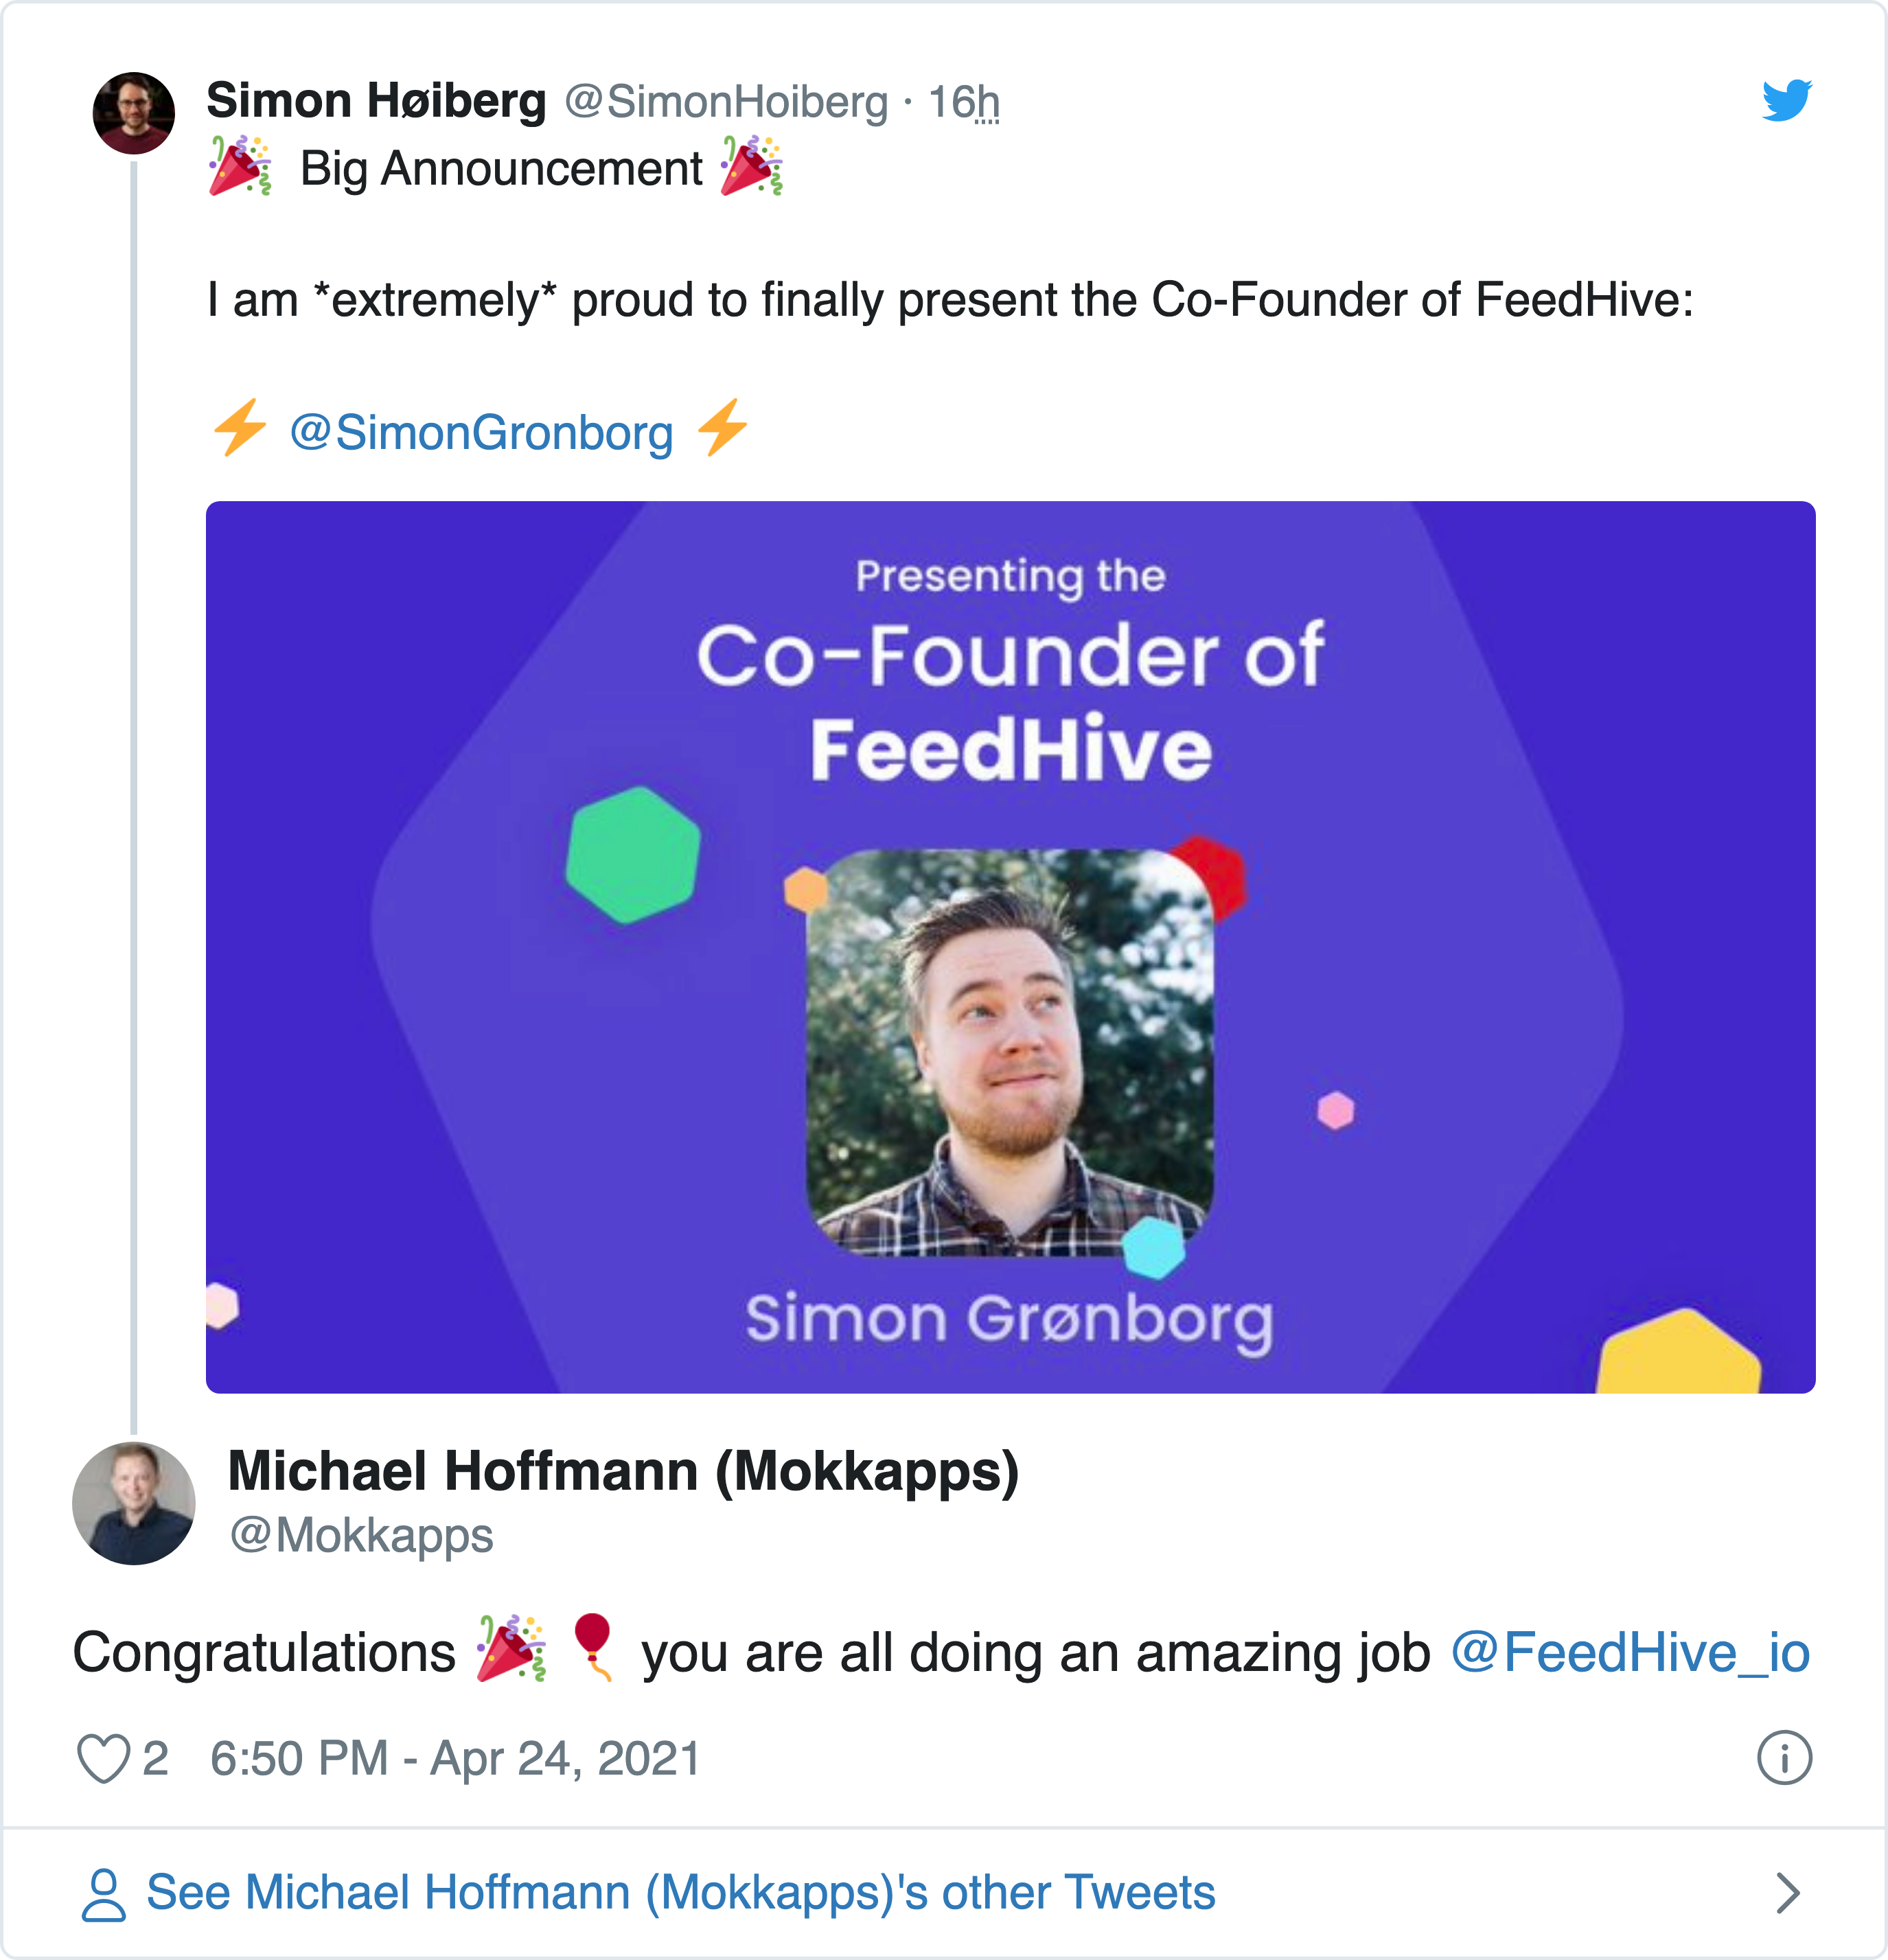 Simon Høiberg @SimonHoiberg · 16h
🎉 Big Announcement 🎉
I am *extremely* proud to finally present the Co-Founder of FeedHive:
⚡ @SimonGronborg ⚡
Presenting the
Co-Founder of
FeedHive
Simon Grønborg
Michael Hoffmann (Mokkapps)
@Mokkapps
Congratulations 🎉 🎈 you are all doing an amazing job @FeedHive_io
2 6:50 PM - Apr 24, 2021
See Michael Hoffmann (Mokkapps)'s other Tweets